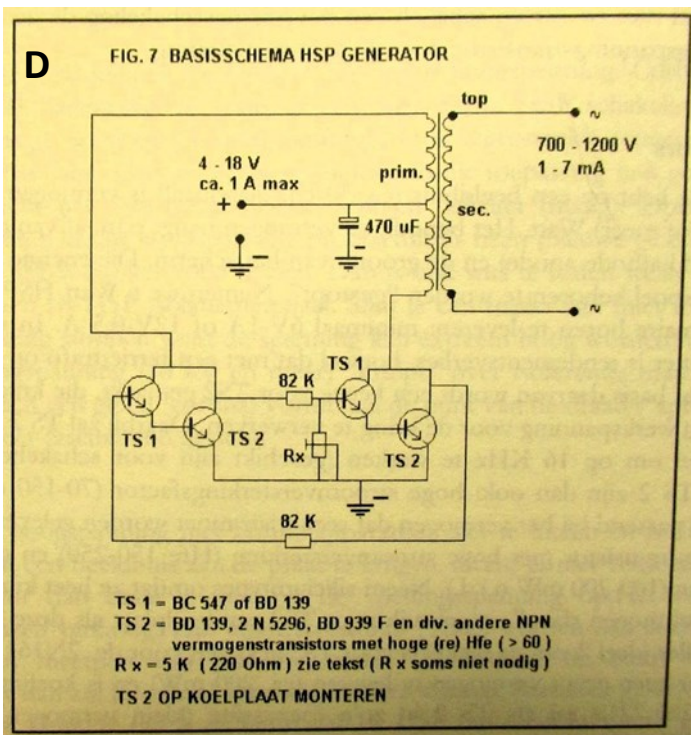 D
FIG. 7 BASISSCHEMA HSP GENERATOR
top
~
4 - 18 V
ca. 1 A max
+
prim.
700 - 1200 V
1 - 7 mA
470 uF
sec.
~
TS 1
TS 2
82 K
Rx
TS 1
TS 2
82 K
TS 1 = BC 547 of BD 139
TS 2 = BD 139, 2 N 5296, BD 939 F en div. andere NPN
vermogenstransistors met hoge (re) Hfe ( > 60 )
R x = 5 K ( 220 Ohm ) zie tekst ( R x soms niet nodig )
TS 2 OP KOELPLAAT MONTEREN